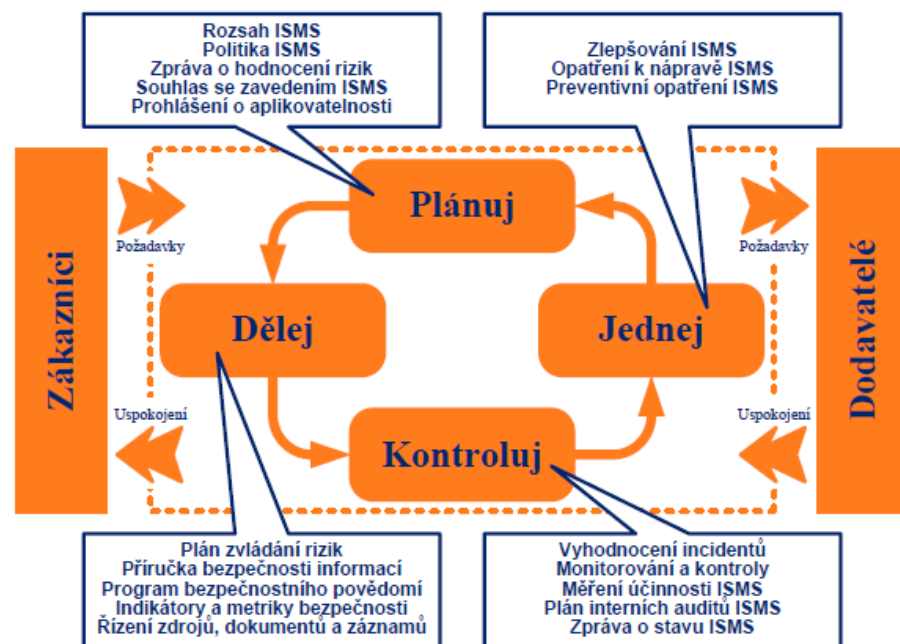 Rozsah ISMS
Politika ISMS
Zpráva o hodnocení rizik
Souhlas se zavedením ISMS
Prohlášení o aplikovatelnosti
Zlepšování ISMS
Opatření k nápravě ISMS
Preventivní opatření ISMS
Zákazníci
Požadavky
Uspokojení
Plánuj
Dělej
Jednej
Kontroluj
Požadavky
Uspokojení
Dodavatelé
Plán zvládání rizik
Příručka bezpečnosti informací
Program bezpečnostního povědomí
Indikátory a metriky bezpečnosti
Řízení zdrojů, dokumentů a záznamů
Vyhodnocení incidentů
Monitorování a kontroly
Měření účinnosti ISMS
Plán interních auditů ISMS
Zpráva o stavu ISMS